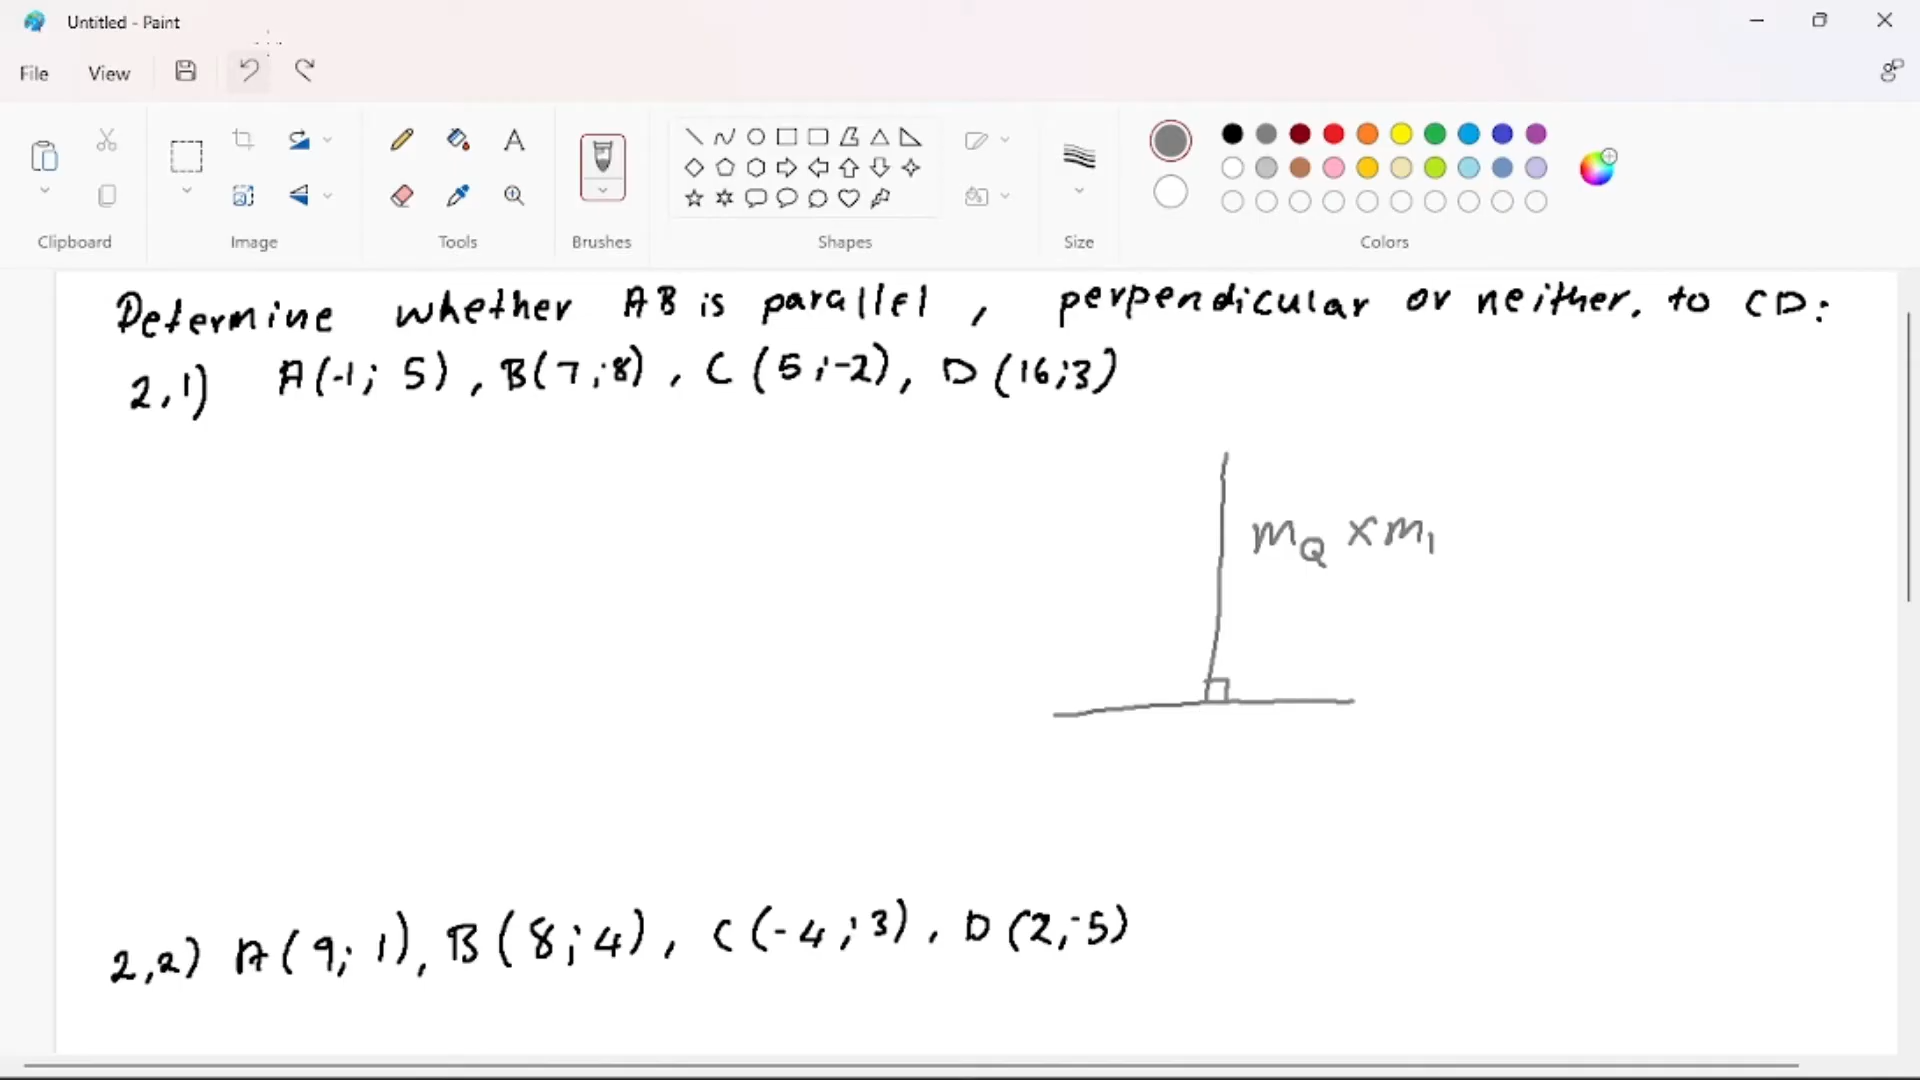 Untitled - Paint
File View
Clipboard Image Tools Brushes Shapes Size Colors
Determine whether AB is parallel , perpendicular or neither. to CD:
2,1) A(-1; 5) , B(7;8) , C (5;-2), D (16;3)
mQ ×m1
2,2) A(9; 1), B(8;4) , C(-4;3) , D(2;-5)